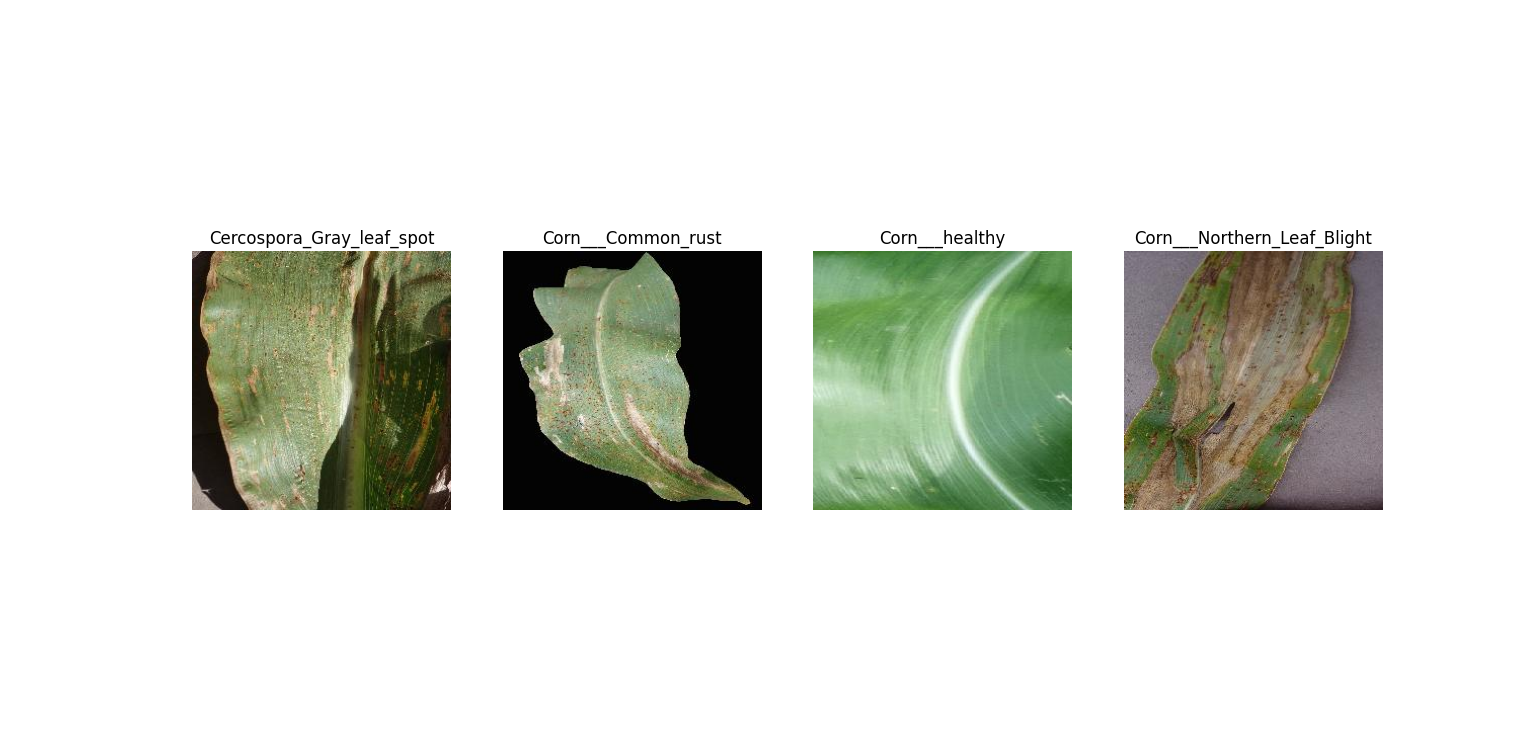 Cercospora_Gray_leaf_spot
Corn___Common_rust
Corn___healthy
Corn___Northern_Leaf_Blight